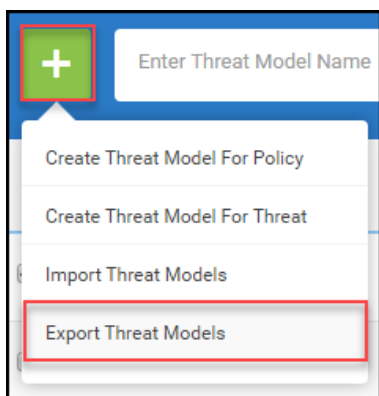 +
Enter Threat Model Name
Create Threat Model For Policy
Create Threat Model For Threat
Import Threat Models
Export Threat Models